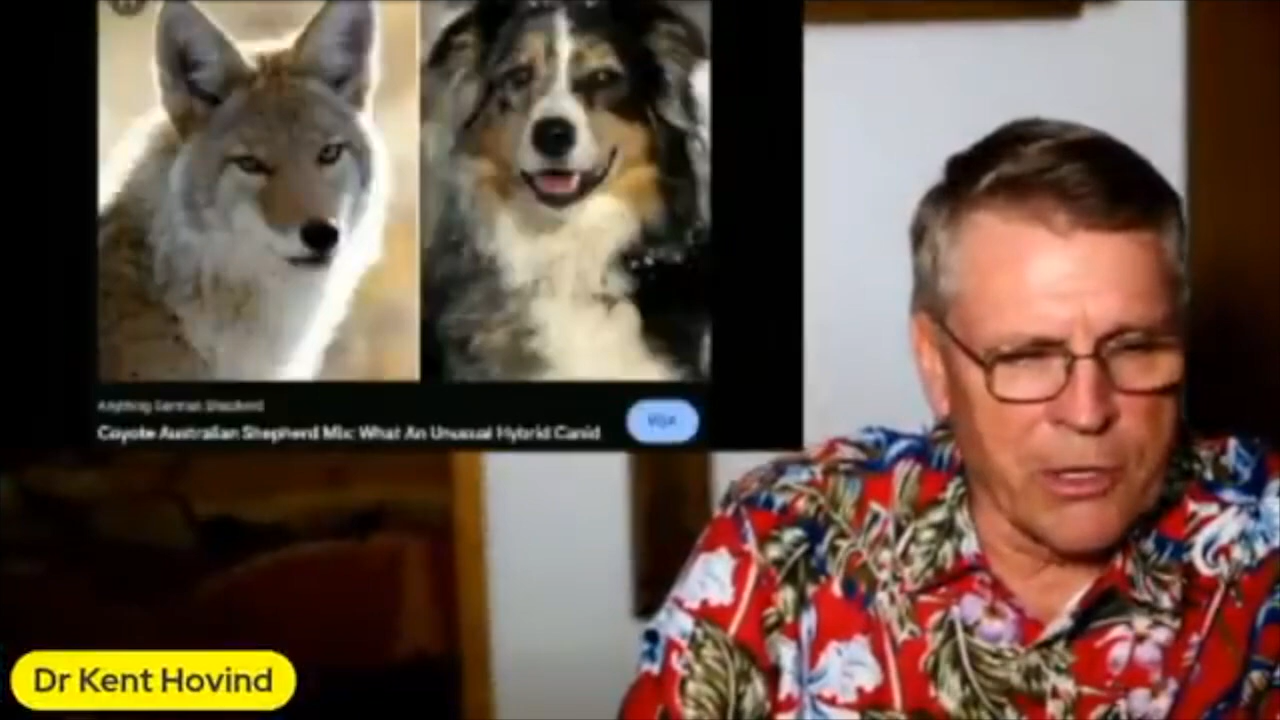 Anything German Shepherd
Coyote Australian Shepherd Mix: What An Unusual Hybrid Canid
Dr Kent Hovind